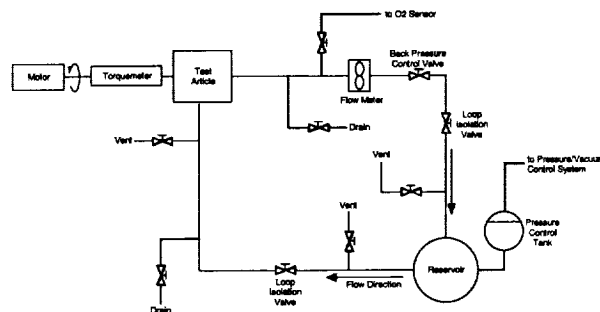 to O2 Sensor
Back Pressure
Control Valve
Motor
Torquemeter
Test
Article
Flow Meter
Drain
Loop
Isolation
Valve
Vent
Vent
to Pressure/Vacuum
Control System
Vent
Pressure
Control
Tank
Reservoir
Loop
Isolation
Valve
Flow Direction
Drain